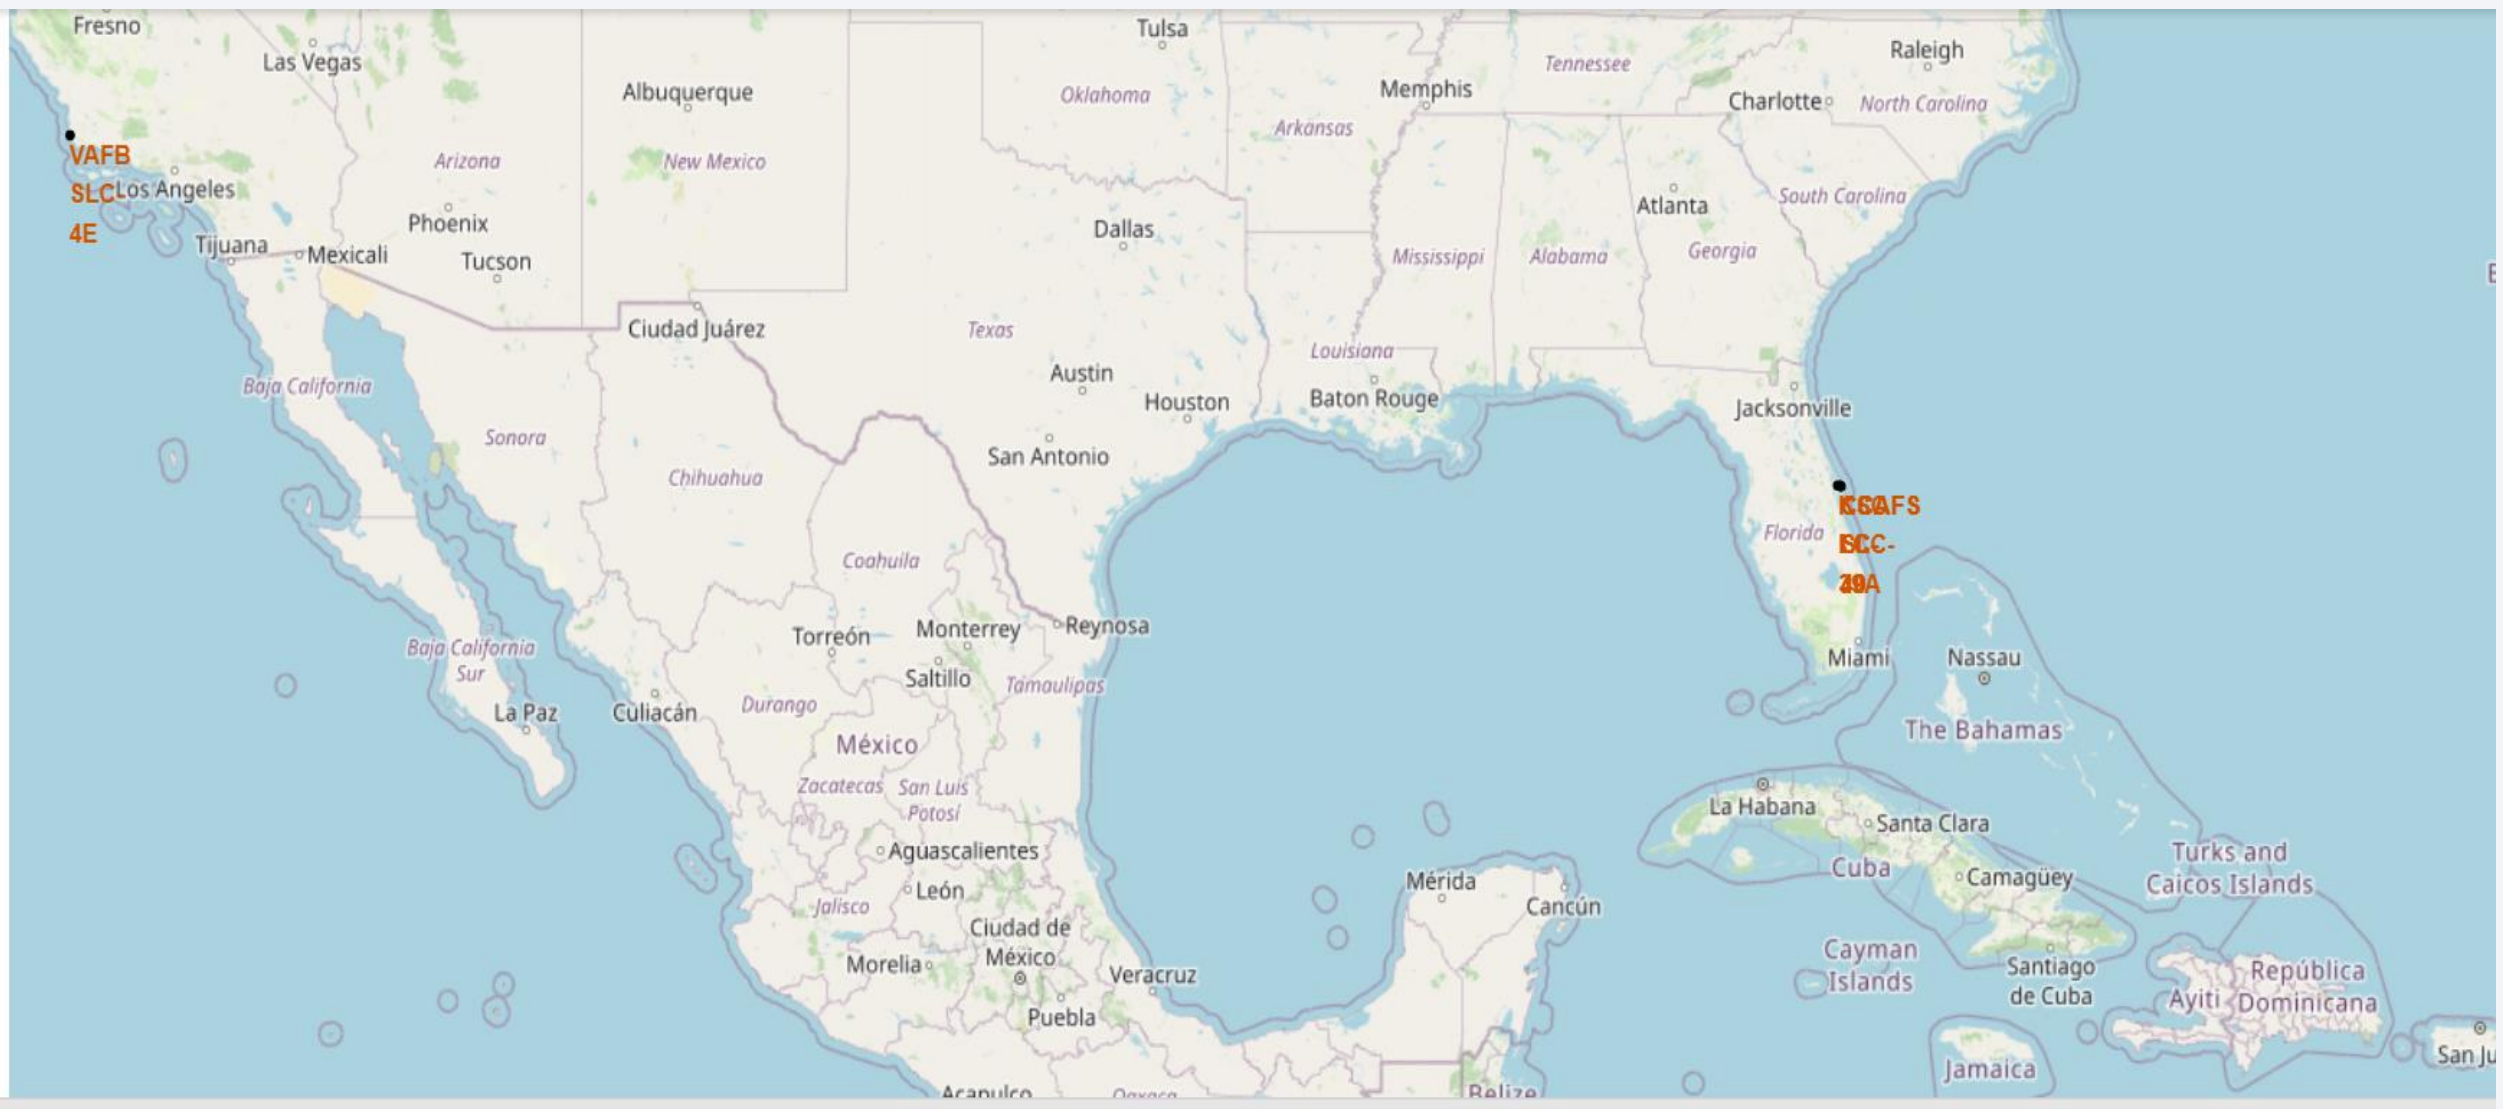 Fresno
Las Vegas
Albuquerque
Tulsa
Oklahoma
Arkansas
Memphis
Tennessee
Raleigh
Charlotte
North Carolina
VAFB
SLC
4E
Los Angeles
Arizona
New Mexico
Phoenix
Tucson
Tijuana
Mexicali
Dallas
Mississippi
Alabama
Atlanta
Georgia
South Carolina
Ciudad Juárez
Texas
Louisiana
Baja California
Austin
Houston
Baton Rouge
Jacksonville
Sonora
Chihuahua
San Antonio
Florida
Coahuila
Torreón
Monterrey
Reynosa
Saltillo
Tamaulipas
Baja California
Sur
La Paz
Culiacán
Durango
México
Zacatecas
San Luis
Potosí
Miami
Nassau
The Bahamas
La Habana
Santa Clara
Cuba
Camagüey
Turks and
Caicos Islands
Aguascalientes
León
Jalisco
Ciudad de
México
Morelia
Puebla
Veracruz
Mérida
Cancún
Cayman
Islands
Santiago
de Cuba
Ayiti
República
Dominicana
Jamaica
San Ju
Acapulco
Oaxaca
Belize